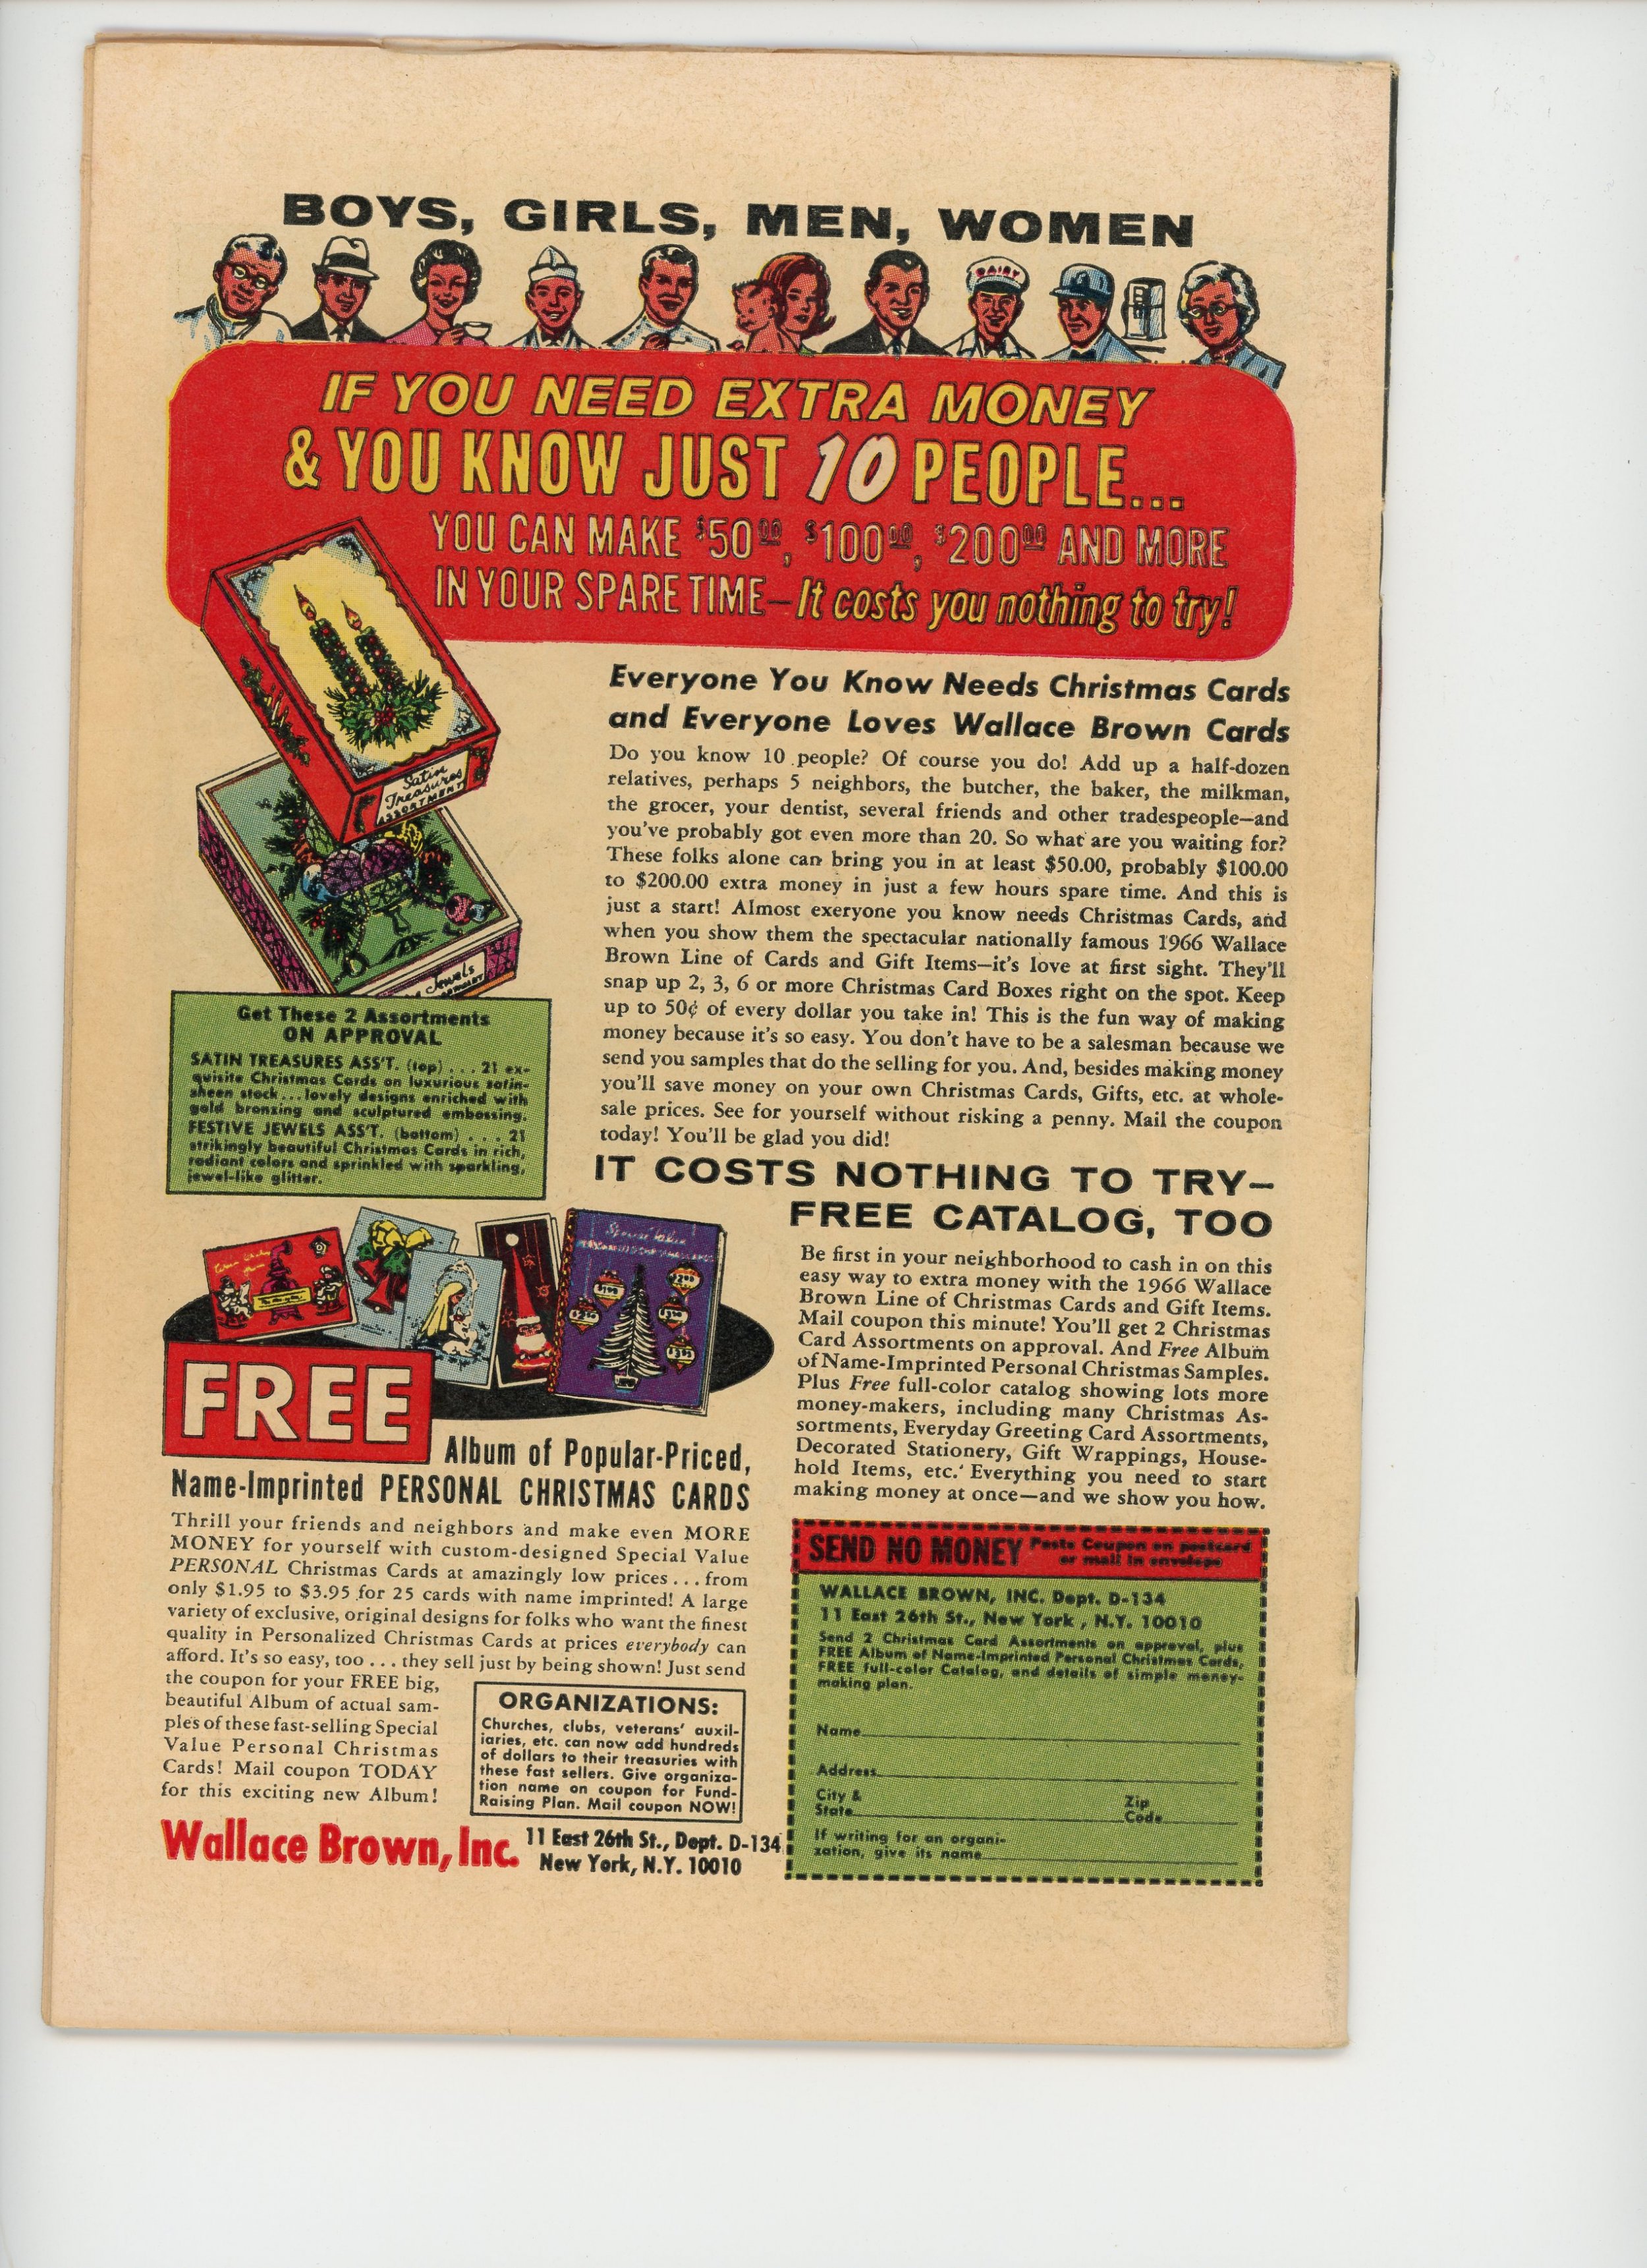 BOYS, GIRLS, MEN, WOMEN
DAIRY
IF YOU NEED EXTRA MONEY
& YOU KNOW JUST 10 PEOPLE...
YOU CAN MAKE $50.00, $100.00, $200.00 AND MORE
IN YOUR SPARE TIME—It costs you nothing to try!
Satin
Treasures
ASSORTMENT
Jewels
Get These 2 Assortments
ON APPROVAL
SATIN TREASURES ASS'T. (top) . . . 21 ex-
quisite Christmas Cards on luxurious satin-
sheen stock...lovely designs enriched with
gold bronzing and sculptured embossing.
FESTIVE JEWELS ASS'T. (bottom) . . . 21
strikingly beautiful Christmas Cards in rich,
radiant colors and sprinkled with sparkling,
jewel-like glitter.
Everyone You Know Needs Christmas Cards
and Everyone Loves Wallace Brown Cards
Do you know 10 people? Of course you do! Add up a half-dozen
relatives, perhaps 5 neighbors, the butcher, the baker, the milkman,
the grocer, your dentist, several friends and other tradespeople—and
you've probably got even more than 20. So what are you waiting for?
These folks alone can bring you in at least $50.00, probably $100.00
to $200.00 extra money in just a few hours spare time. And this is
just a start! Almost exeryone you know needs Christmas Cards, and
when you show them the spectacular nationally famous 1966 Wallace
Brown Line of Cards and Gift Items—it's love at first sight. They'll
snap up 2, 3, 6 or more Christmas Card Boxes right on the spot. Keep
up to 50¢ of every dollar you take in! This is the fun way of making
money because it's so easy. You don't have to be a salesman because we
send you samples that do the selling for you. And, besides making money
you'll save money on your own Christmas Cards, Gifts, etc. at whole-
sale prices. See for yourself without risking a penny. Mail the coupon
today! You'll be glad you did!
IT COSTS NOTHING TO TRY—
FREE CATALOG, TOO
Be first in your neighborhood to cash in on this
easy way to extra money with the 1966 Wallace
Brown Line of Christmas Cards and Gift Items.
Mail coupon this minute! You'll get 2 Christmas
Card Assortments on approval. And Free Album
of Name-Imprinted Personal Christmas Samples.
Plus Free full-color catalog showing lots more
money-makers, including many Christmas As-
sortments, Everyday Greeting Card Assortments,
Decorated Stationery, Gift Wrappings, House-
hold Items, etc. Everything you need to start
making money at once—and we show you how.
Special Value
FREE
Album of Popular-Priced,
Name-Imprinted PERSONAL CHRISTMAS CARDS
Thrill your friends and neighbors and make even MORE
MONEY for yourself with custom-designed Special Value
PERSONAL Christmas Cards at amazingly low prices . . . from
only $1.95 to $3.95 for 25 cards with name imprinted! A large
variety of exclusive, original designs for folks who want the finest
quality in Personalized Christmas Cards at prices everybody can
afford. It's so easy, too . . . they sell just by being shown! Just send
the coupon for your FREE big,
beautiful Album of actual sam-
ples of these fast-selling Special
Value Personal Christmas
Cards! Mail coupon TODAY
for this exciting new Album!
ORGANIZATIONS:
Churches, clubs, veterans' auxil-
iaries, etc. can now add hundreds
of dollars to their treasuries with
these fast sellers. Give organiza-
tion name on coupon for Fund-
Raising Plan. Mail coupon NOW!
Wallace Brown, Inc.
11 East 26th St., Dept. D-134
New York, N.Y. 10010
SEND NO MONEY
Paste Coupon on postcard
or mail in envelope
WALLACE BROWN, INC. Dept. D-134
11 East 26th St., New York , N.Y. 10010
Send 2 Christmas Card Assortments on approval, plus
FREE Album of Name-Imprinted Personal Christmas Cards,
FREE full-color Catalog, and details of simple money-
making plan.
Name
Address
City &
State
Zip
Code
If writing for an organi-
zation, give its name